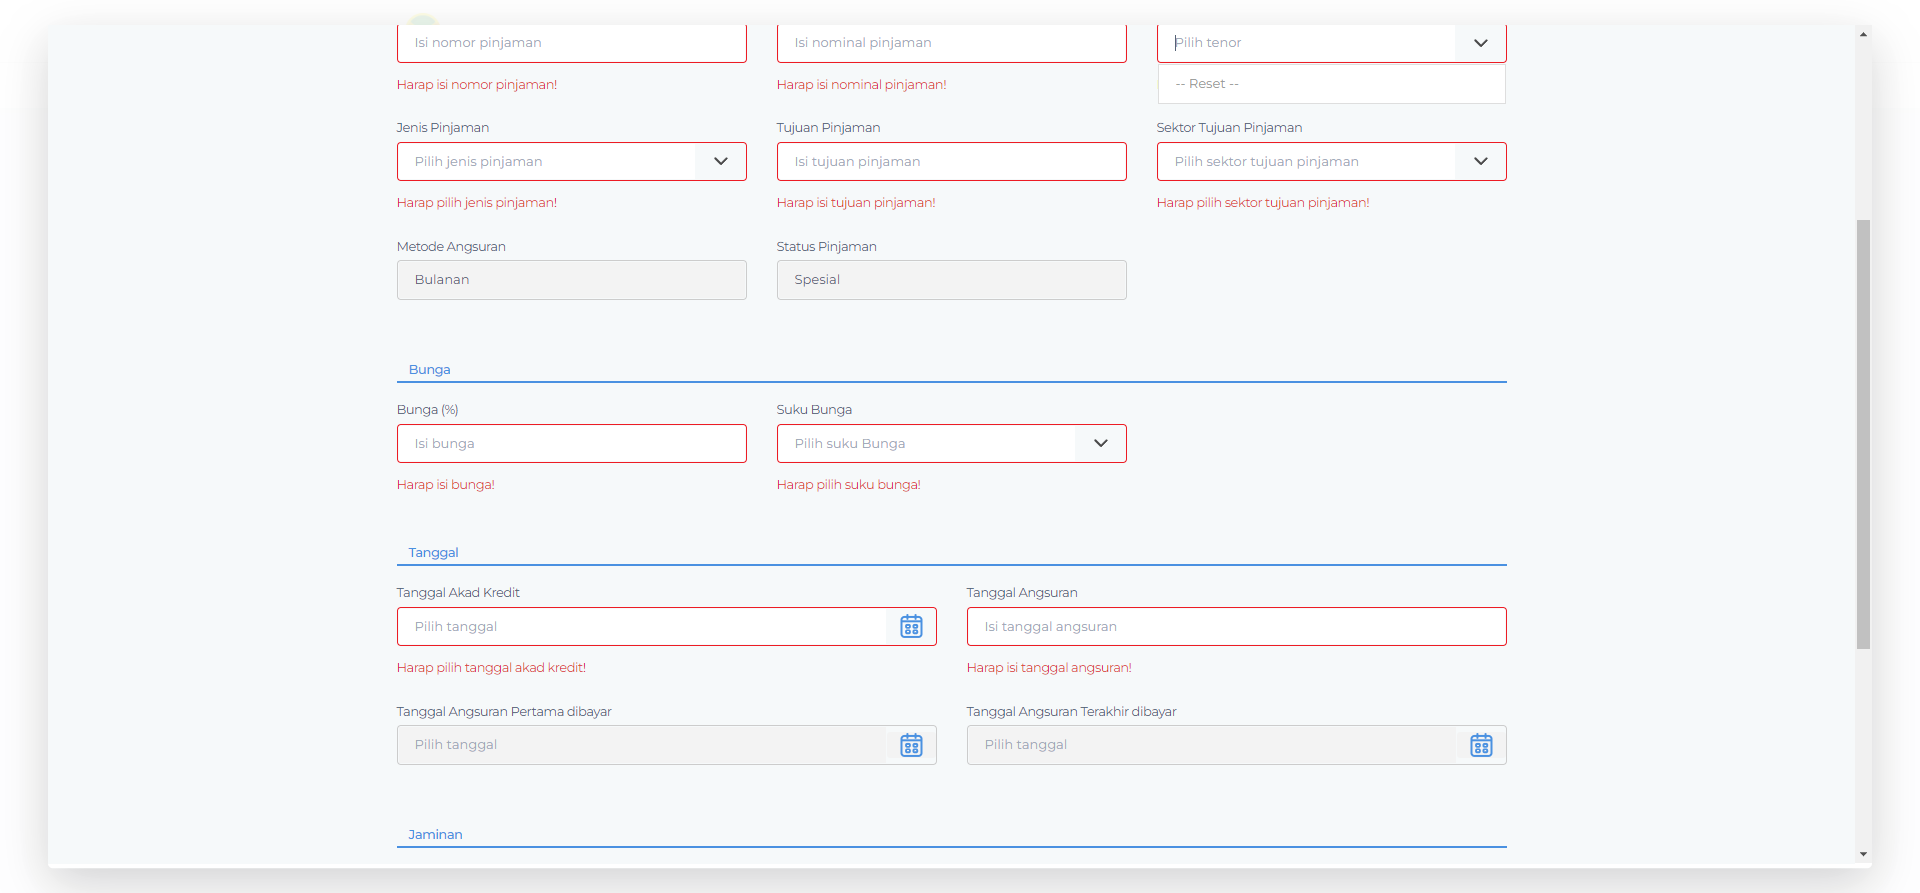 Isi nomor pinjaman
Isi nominal pinjaman
Pilih tenor
Harap isi nomor pinjaman!
Harap isi nominal pinjaman!
-- Reset --
Jenis Pinjaman
Tujuan Pinjaman
Sektor Tujuan Pinjaman
Pilih jenis pinjaman
Isi tujuan pinjaman
Pilih sektor tujuan pinjaman
Harap pilih jenis pinjaman!
Harap isi tujuan pinjaman!
Harap pilih sektor tujuan pinjaman!
Metode Angsuran
Status Pinjaman
Bulanan
Spesial
Bunga
Bunga (%)
Suku Bunga
Isi bunga
Pilih suku Bunga
Harap isi bunga!
Harap pilih suku bunga!
Tanggal
Tanggal Akad Kredit
Tanggal Angsuran
Pilih tanggal
Isi tanggal angsuran
Harap pilih tanggal akad kredit!
Harap isi tanggal angsuran!
Tanggal Angsuran Pertama dibayar
Tanggal Angsuran Terakhir dibayar
Pilih tanggal
Pilih tanggal
Jaminan